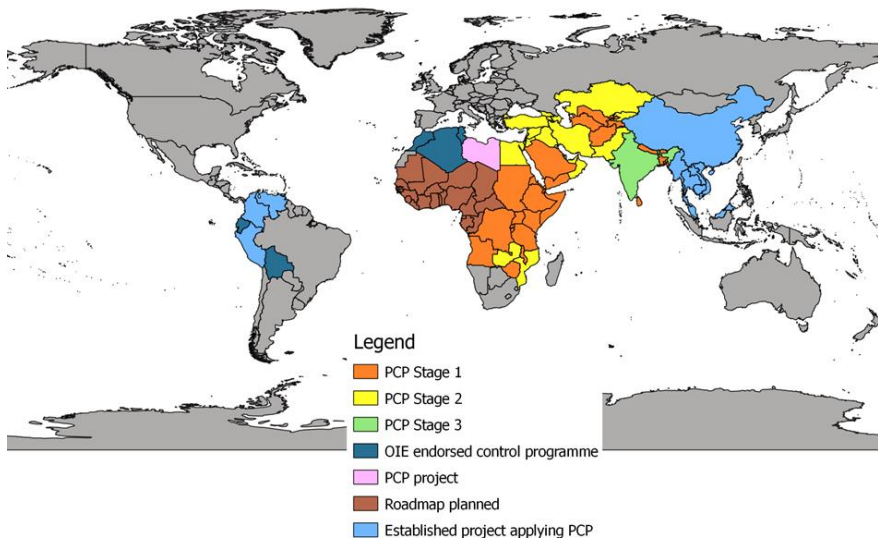 Legend
PCP Stage 1
PCP Stage 2
PCP Stage 3
OIE endorsed control programme
PCP project
Roadmap planned
Established project applying PCP